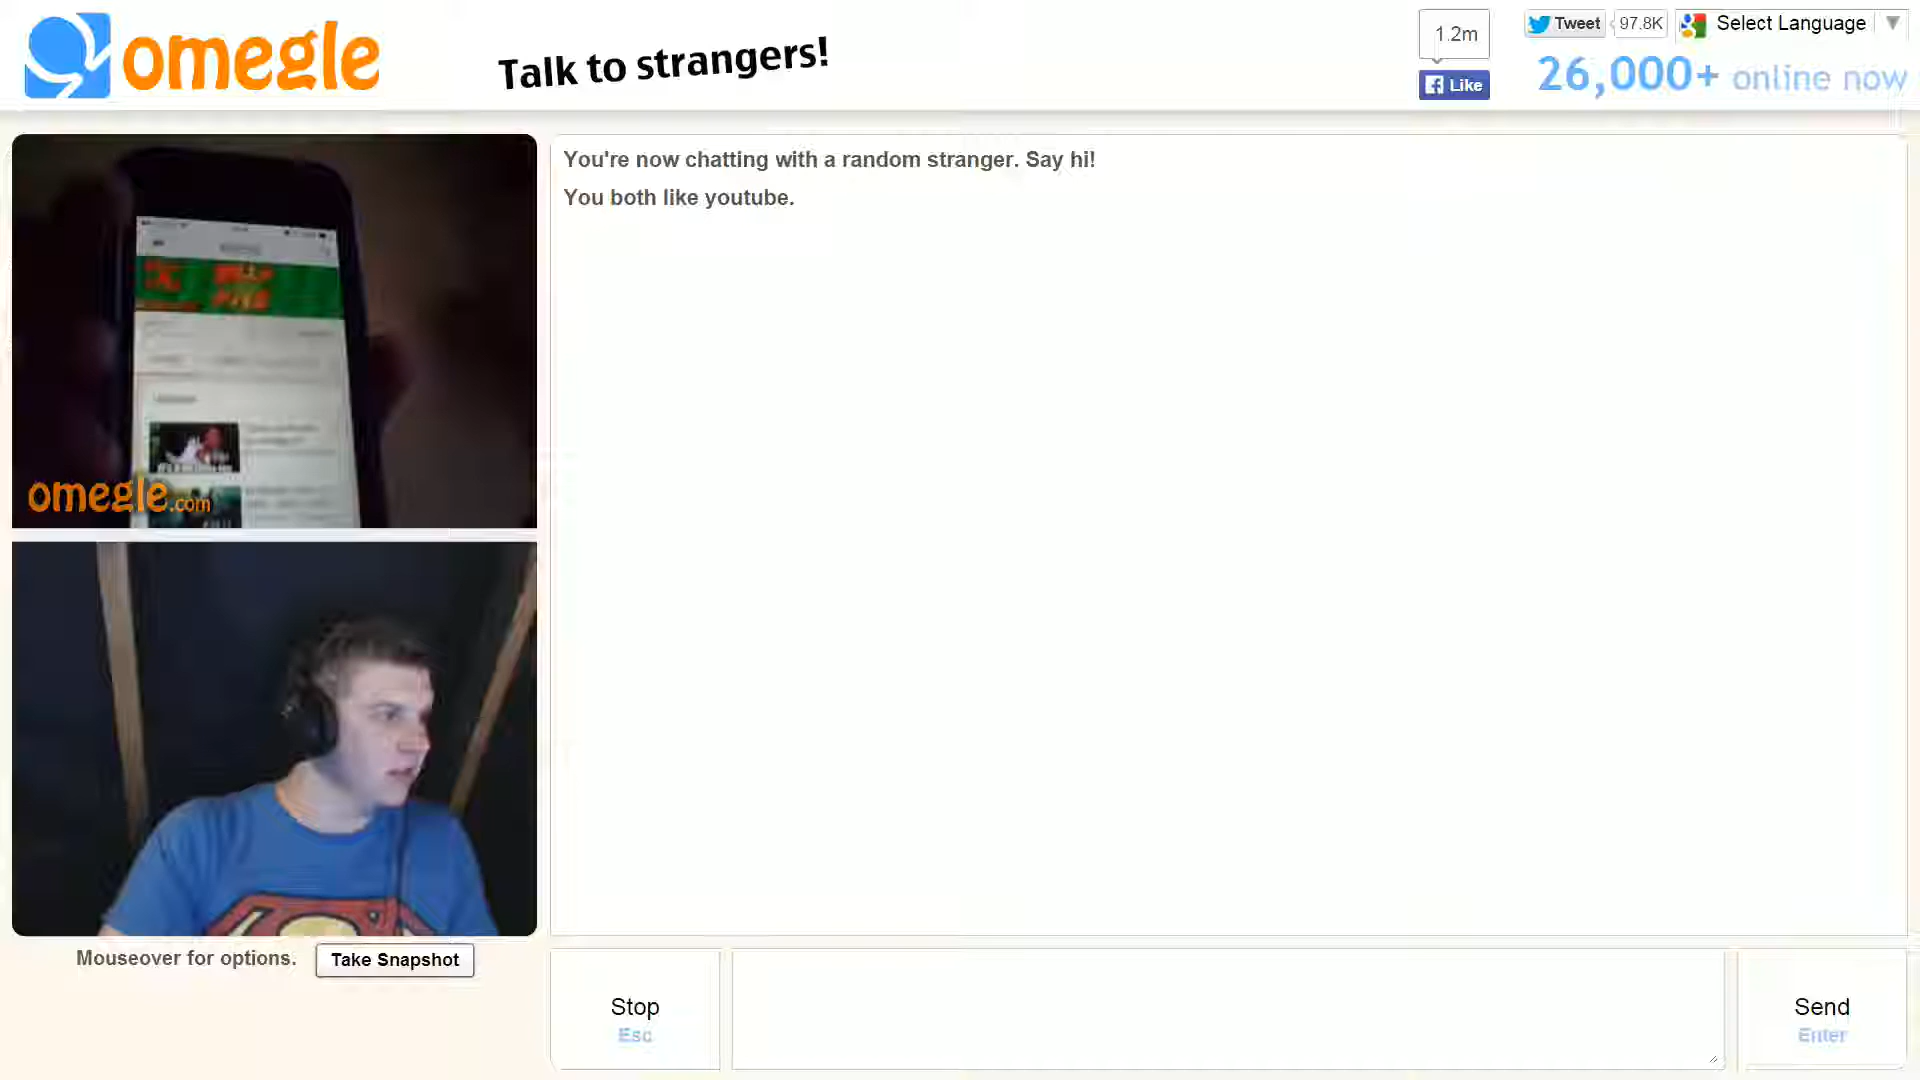 omegle
Talk to strangers!
1.2m
Like
Tweet
97.8K
Select Language
26,000+ online now
You're now chatting with a random stranger. Say hi!
You both like youtube.
omegle.com
Mouseover for options.
Take Snapshot
Stop
Esc
Send
Enter